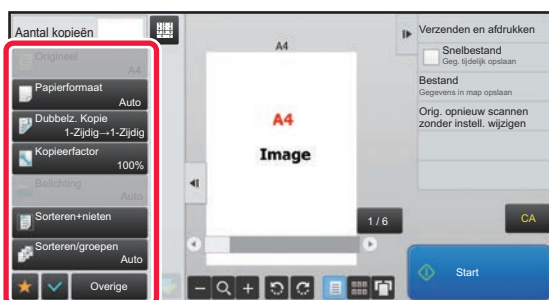 Aantal kopieën
Origineel
A4
Papierformaat
Auto
Dubbelz. Kopie
1-Zijdig→1-Zijdig
Kopieerfactor
100%
Belichting
Auto
Sorteren+nieten
Sorteren/groepen
Auto
Overige
A4
A4
Image
1 / 6
Verzenden en afdrukken
Snelbestand
Geg. tijdelijk opslaan
Bestand
Gegevens in map opslaan
Orig. opnieuw scannen
zonder instell. wijzigen
CA
Start